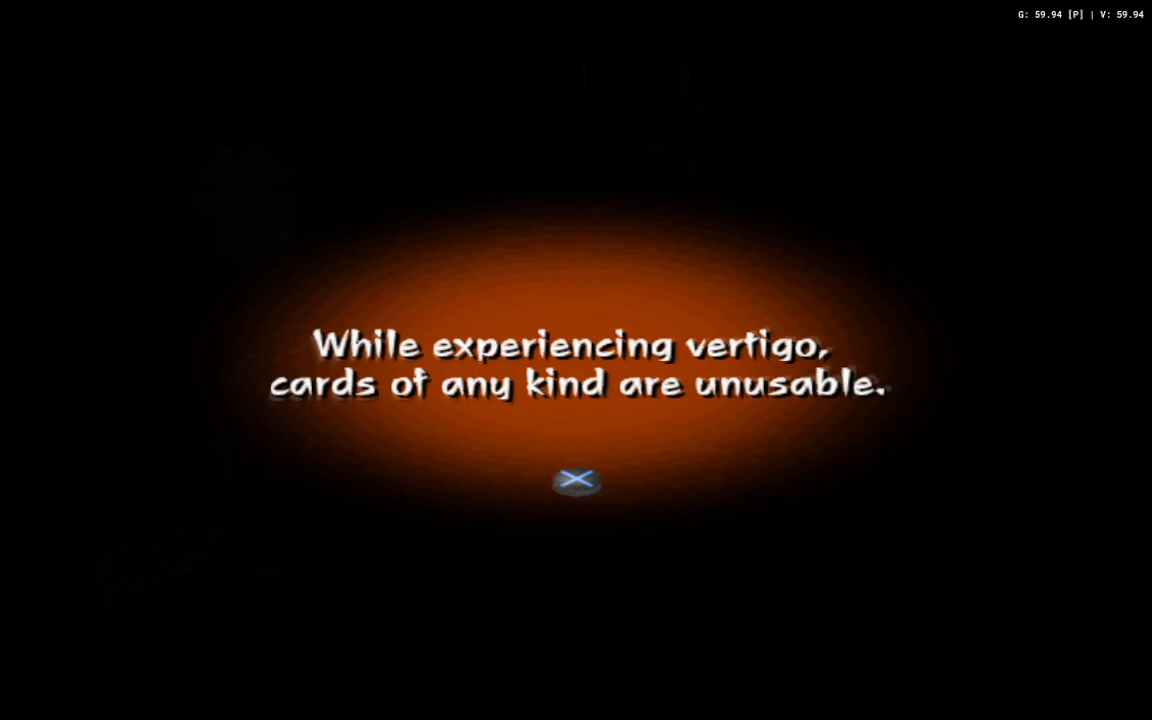 G: 59.94 [P] | V: 59.94
While experiencing vertigo,
cards of any kind are unusable.